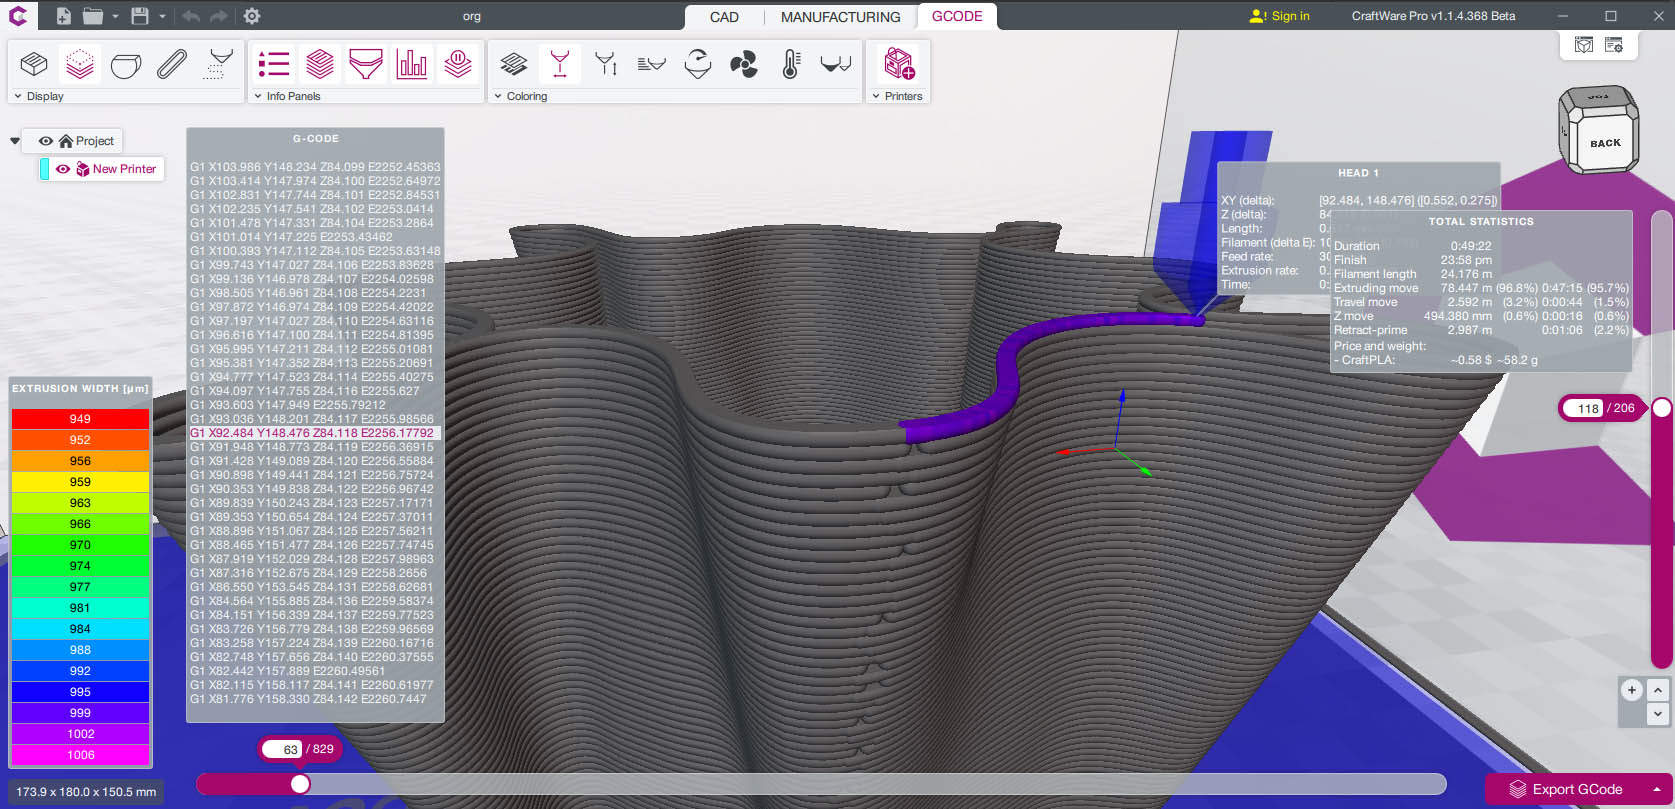 org
CAD
MANUFACTURING
GCODE
Sign in
CraftWare Pro v1.1.4.368 Beta
Display
Info Panels
Coloring
Printers
Project
New Printer
TOP
BACK
G-CODE
G1 X103.986 Y148.234 Z84.099 E2252.45363
G1 X103.414 Y147.974 Z84.100 E2252.64972
G1 X102.831 Y147.744 Z84.101 E2252.84531
G1 X102.235 Y147.541 Z84.102 E2253.0414
G1 X101.478 Y147.331 Z84.104 E2253.2864
G1 X101.014 Y147.225 E2253.43462
G1 X100.393 Y147.112 Z84.105 E2253.63148
G1 X99.743 Y147.027 Z84.106 E2253.83628
G1 X99.136 Y146.978 Z84.107 E2254.02598
G1 X98.505 Y146.961 Z84.108 E2254.2231
G1 X97.872 Y146.974 Z84.109 E2254.42022
G1 X97.197 Y147.027 Z84.110 E2254.63116
G1 X96.616 Y147.100 Z84.111 E2254.81395
G1 X95.995 Y147.211 Z84.112 E2255.01081
G1 X95.381 Y147.352 Z84.113 E2255.20691
G1 X94.777 Y147.523 Z84.114 E2255.40275
G1 X94.097 Y147.755 Z84.116 E2255.627
G1 X93.603 Y147.949 E2255.79212
G1 X93.036 Y148.201 Z84.117 E2255.98566
G1 X92.484 Y148.476 Z84.118 E2256.17792
G1 X91.948 Y148.773 Z84.119 E2256.36915
G1 X91.428 Y149.089 Z84.120 E2256.55884
G1 X90.898 Y149.441 Z84.121 E2256.75724
G1 X90.353 Y149.838 Z84.122 E2256.96742
G1 X89.839 Y150.243 Z84.123 E2257.17171
G1 X89.353 Y150.654 Z84.124 E2257.37011
G1 X88.896 Y151.067 Z84.125 E2257.56211
G1 X88.465 Y151.477 Z84.126 E2257.74745
G1 X87.919 Y152.029 Z84.128 E2257.98963
G1 X87.316 Y152.675 Z84.129 E2258.2656
G1 X86.550 Y153.545 Z84.131 E2258.62681
G1 X84.564 Y155.885 Z84.136 E2259.58374
G1 X84.151 Y156.339 Z84.137 E2259.77523
G1 X83.726 Y156.779 Z84.138 E2259.96569
G1 X83.258 Y157.224 Z84.139 E2260.16716
G1 X82.748 Y157.656 Z84.140 E2260.37555
G1 X82.442 Y157.889 E2260.49561
G1 X82.115 Y158.117 Z84.141 E2260.61977
G1 X81.776 Y158.330 Z84.142 E2260.7447
HEAD 1
XY (delta): [92.484, 148.476] ([0.552, 0.275])
Z (delta): 84
Length: 0.
Filament (delta E): 10
Feed rate: 30
Extrusion rate: 0.
Time: 0:
TOTAL STATISTICS
Duration 0:49:22
Finish 23:58 pm
Filament length 24.176 m
Extruding move 78.447 m (96.8%) 0:47:15 (95.7%)
Travel move 2.592 m (3.2%) 0:00:44 (1.5%)
Z move 494.380 mm (0.6%) 0:00:16 (0.6%)
Retract-prime 2.987 m 0:01:06 (2.2%)
Price and weight:
- CraftPLA: ~0.58 $ ~58.2 g
EXTRUSION WIDTH [µm]
949
952
956
959
963
966
970
974
977
981
984
988
992
995
999
1002
1006
118 / 206
63 / 829
173.9 x 180.0 x 150.5 mm
Export GCode